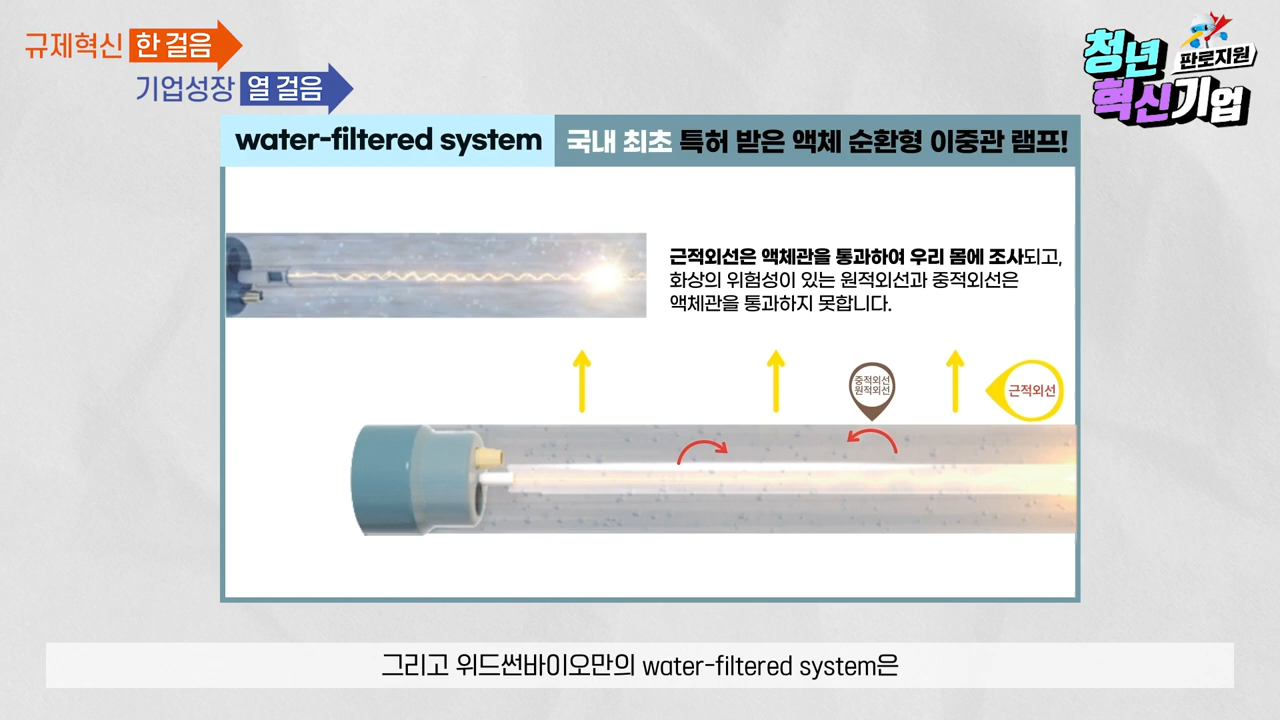 규제혁신 한 걸음
기업성장 열 걸음
청년
판로지원
혁신기업
water-filtered system
국내 최초 특허 받은 액체 순환형 이중관 램프!
근적외선은 액체관을 통과하여 우리 몸에 조사되고,
화상의 위험성이 있는 원적외선과 중적외선은
액체관을 통과하지 못합니다.
중적외선
원적외선
근적외선
그리고 위드썬바이오만의 water-filtered system은